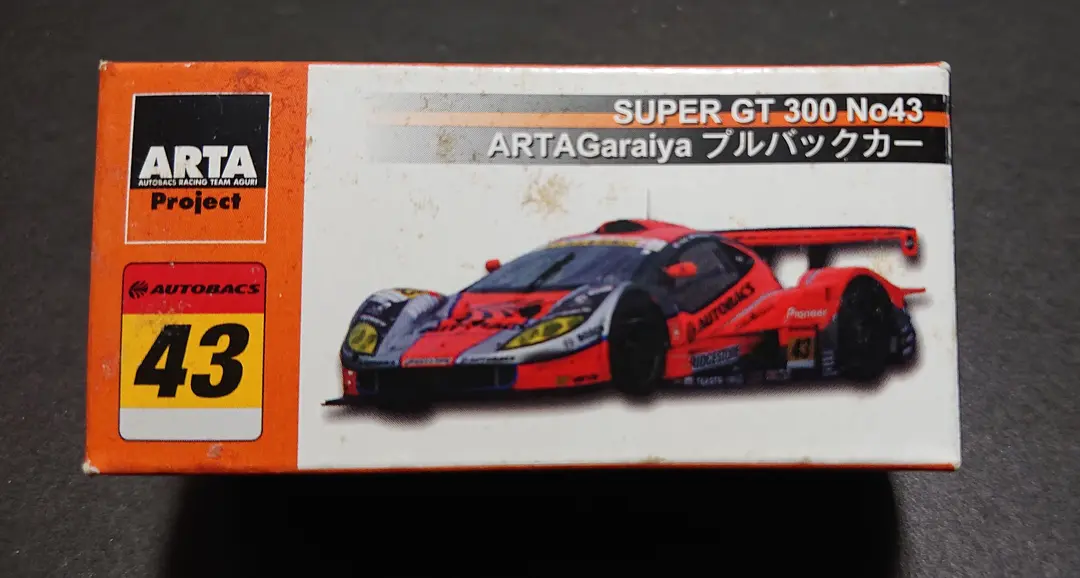 ARTA
AUTOBACS RACING TEAM AGURI
Project
AUTOBACS
43
SUPER GT 300 No43
ARTAGaraiya プルバックカー
AUTOBACS
Pioneer
BRIDGESTONE
43